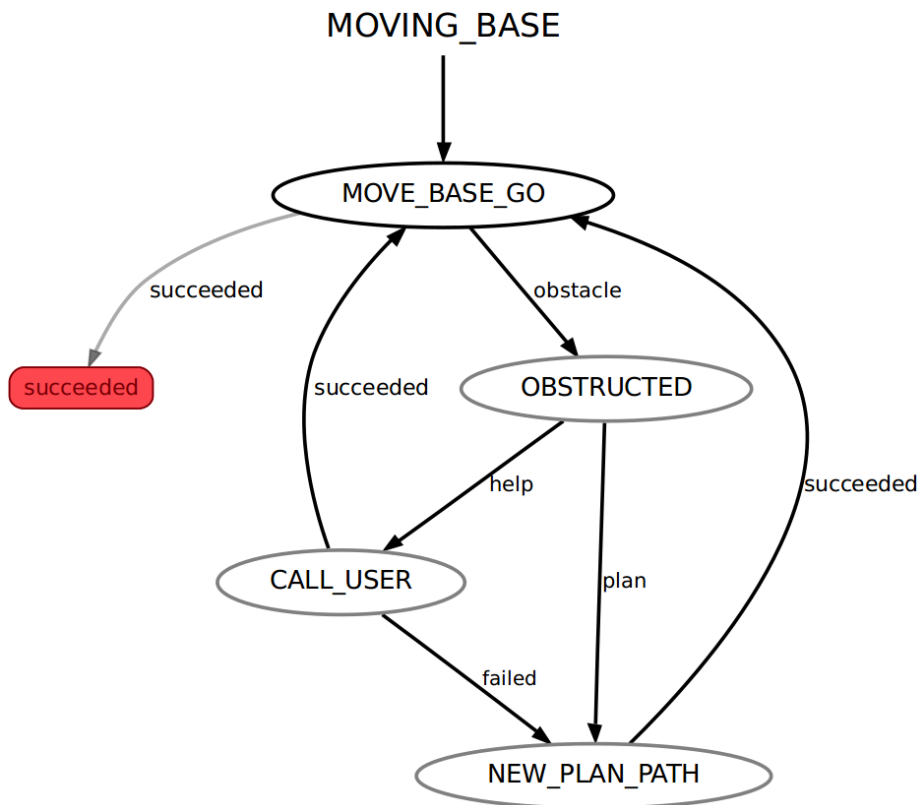 MOVING_BASE
MOVE_BASE_GO
succeeded
obstacle
succeeded
succeeded
OBSTRUCTED
help
succeeded
CALL_USER
plan
failed
NEW_PLAN_PATH